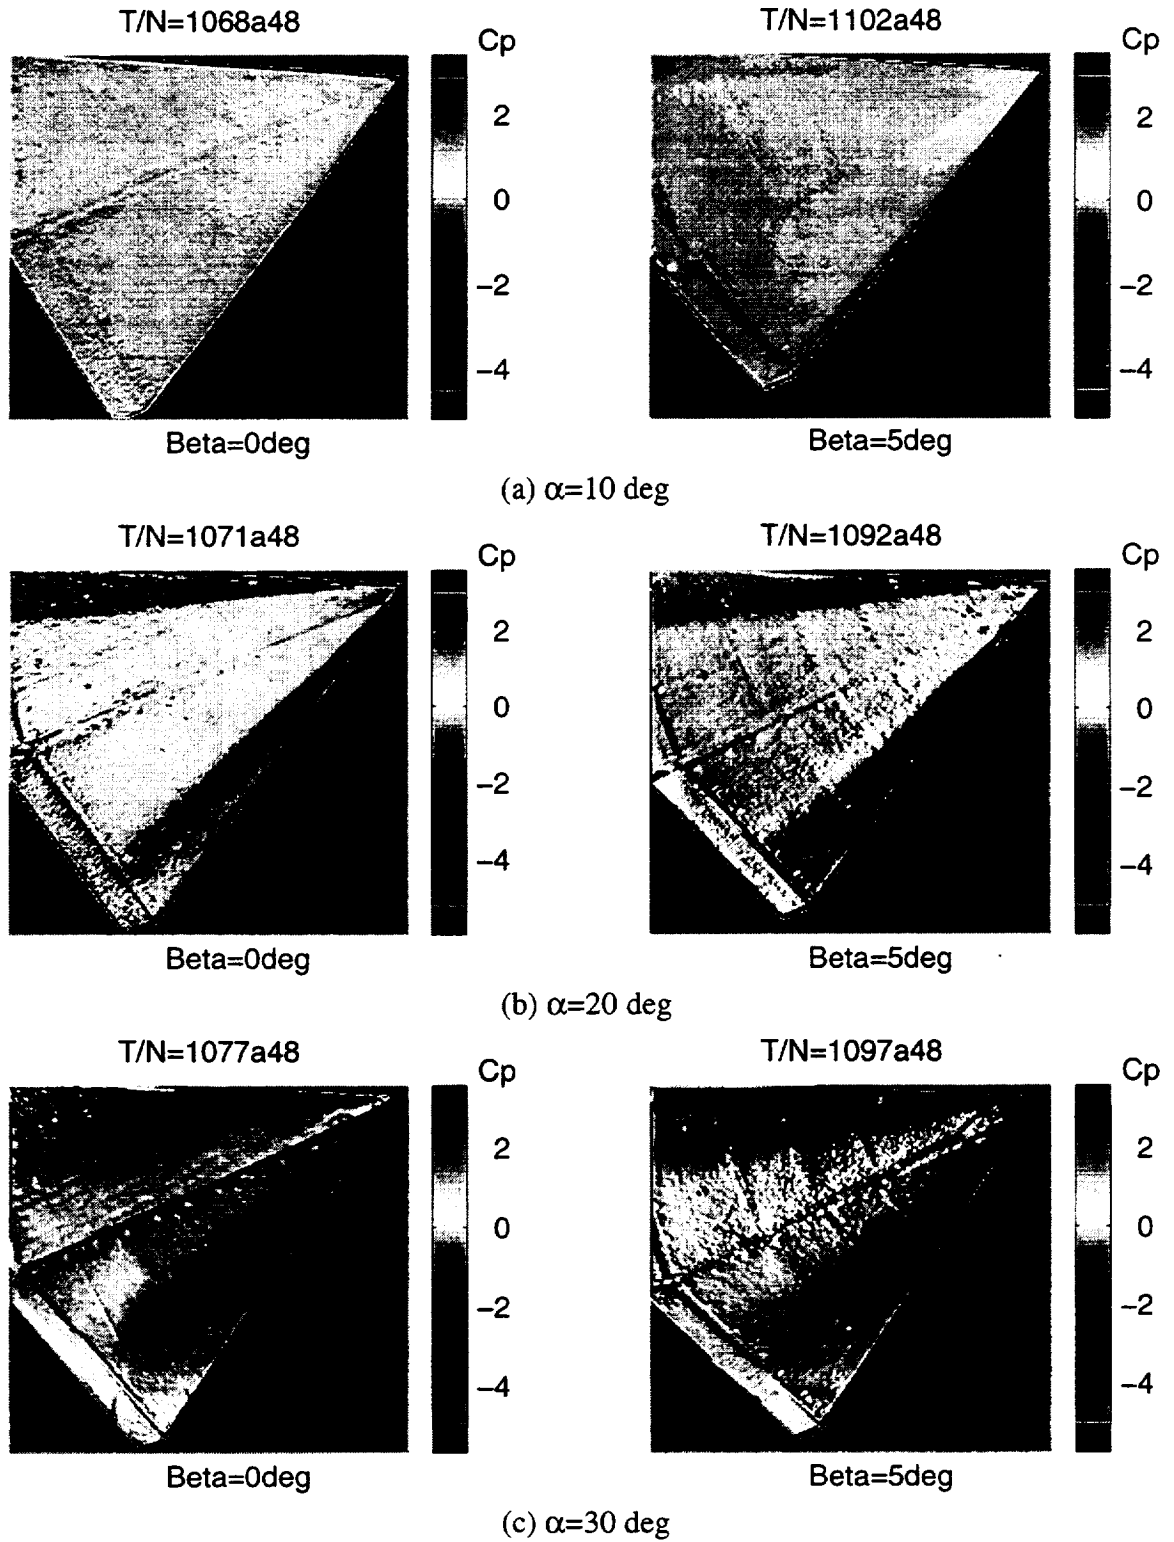 T/N=1068a48
T/N=1102a48
Cp
Cp
2
0
−2
−4
2
0
−2
−4
Beta=0deg
Beta=5deg
(a) α=10 deg
T/N=1071a48
T/N=1092a48
Cp
Cp
2
0
−2
−4
2
0
−2
−4
Beta=0deg
Beta=5deg
(b) α=20 deg
T/N=1077a48
T/N=1097a48
Cp
Cp
2
0
−2
−4
2
0
−2
−4
Beta=0deg
Beta=5deg
(c) α=30 deg